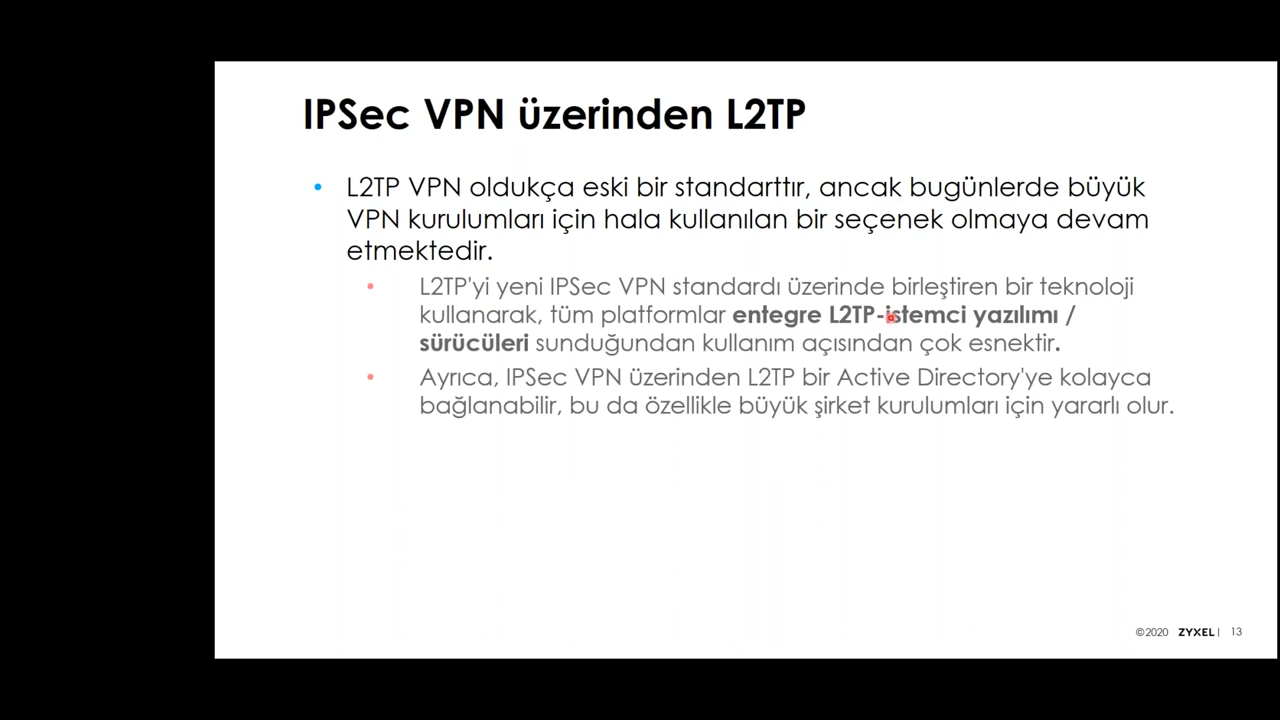 IPSec VPN üzerinden L2TP
• L2TP VPN oldukça eski bir standarttır, ancak bugünlerde büyük
VPN kurulumları için hala kullanılan bir seçenek olmaya devam
etmektedir.
• L2TP'yi yeni IPSec VPN standardı üzerinde birleştiren bir teknoloji
kullanarak, tüm platformlar entegre L2TP-istemci yazılımı /
sürücüleri sunduğundan kullanım açısından çok esnektir.
• Ayrıca, IPSec VPN üzerinden L2TP bir Active Directory'ye kolayca
bağlanabilir, bu da özellikle büyük şirket kurulumları için yararlı olur.
©2020 ZYXEL | 13